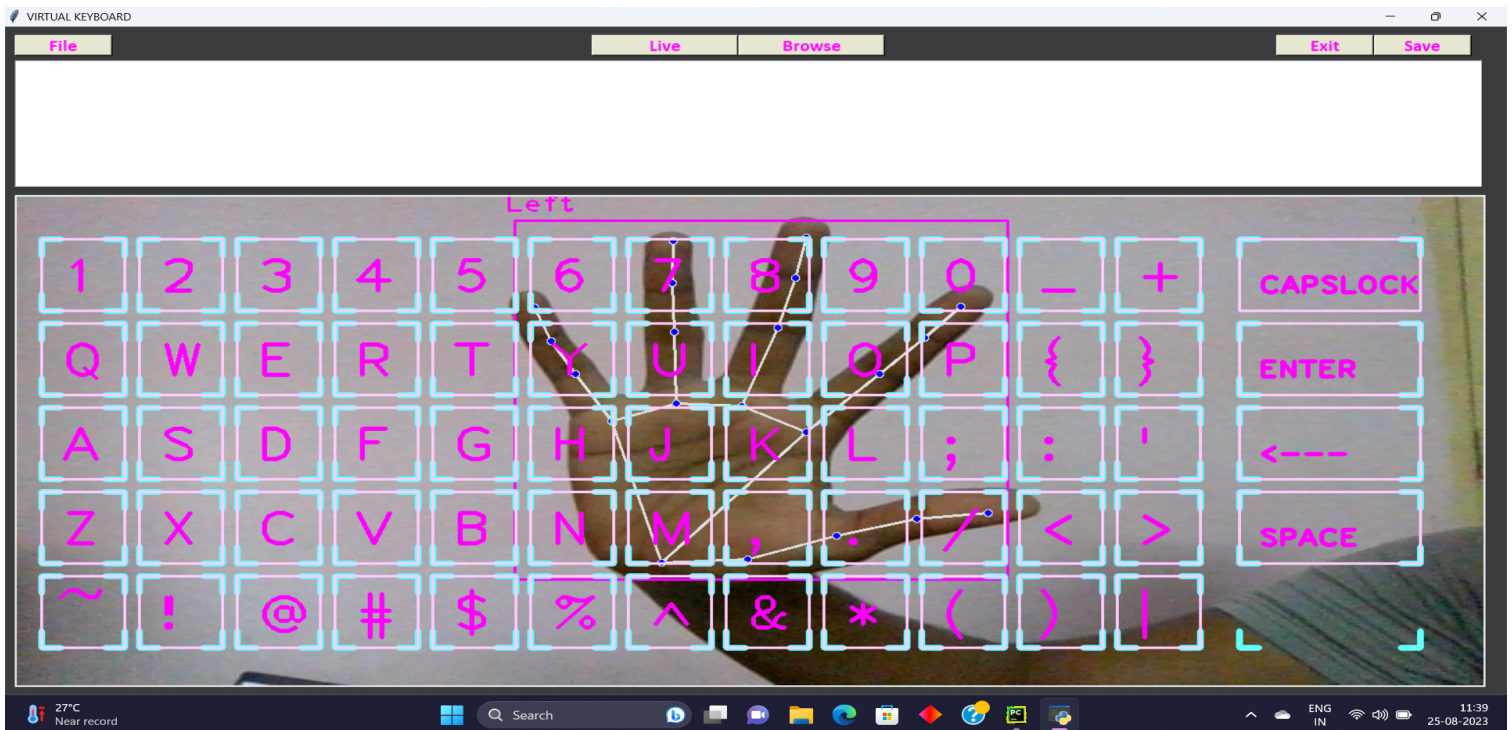 VIRTUAL KEYBOARD
File Live Browse Exit Save
Left
1 2 3 4 5 6 7 8 9 0 _ + CAPSLOCK
Q W E R T Y U I O P { } ENTER
A S D F G H J K L ; : ' <---
Z X C V B N M , . / < > SPACE
~ ! @ # $ % ^ & * ( ) |
27°C
Near record
Search
PC
ENG
IN
11:39
25-08-2023